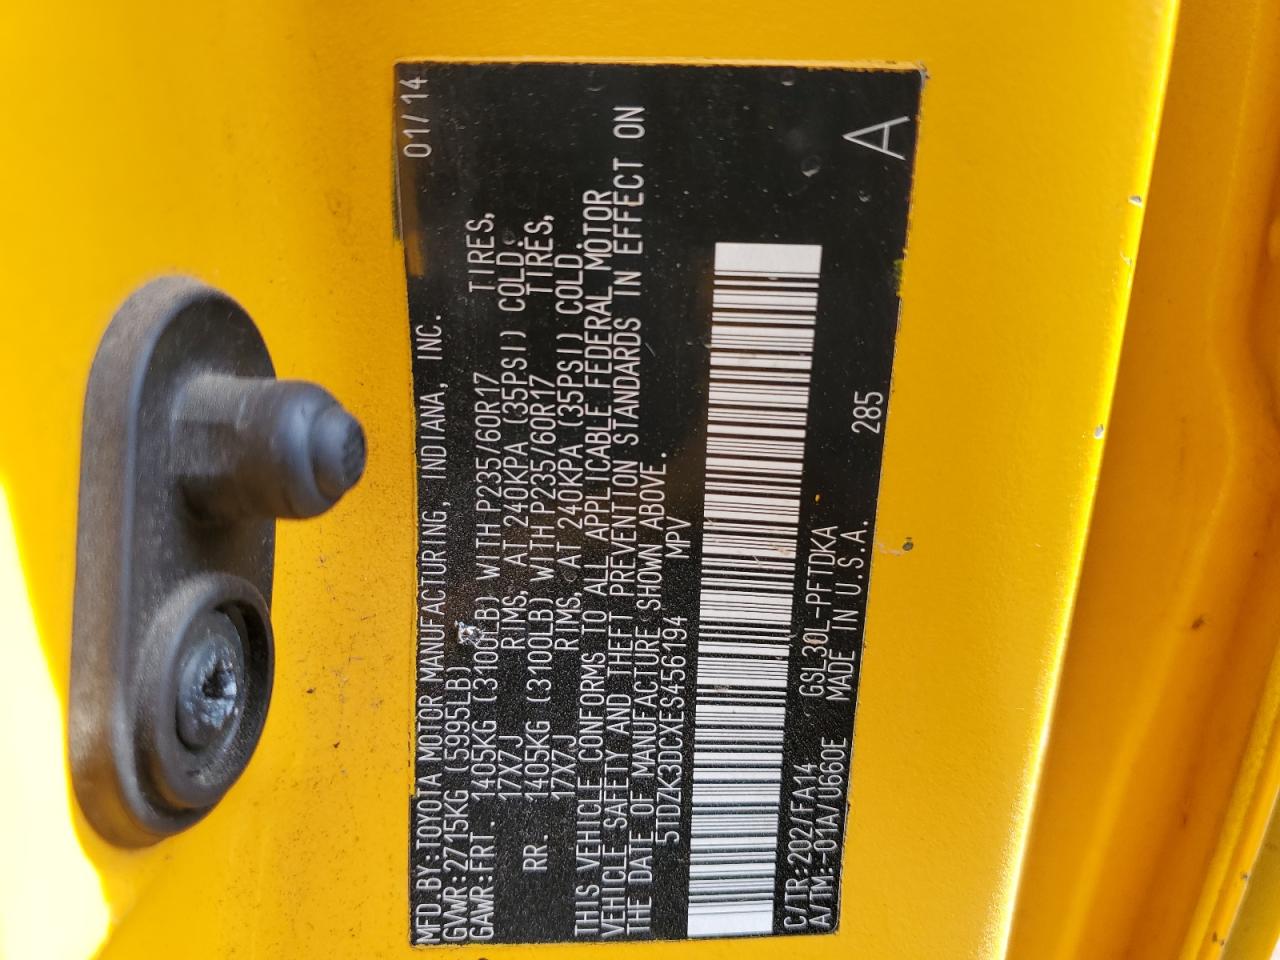 01/14
MFD.BY:TOYOTA MOTOR MANUFACTURING, INDIANA, INC.
GVWR:2715KG (5995LB)
GAWR:FRT. 1405KG (3100LB) WITH P235/60R17 TIRES,
17X7J RIMS, AT 240KPA (35PSI) COLD.
RR. 1405KG (3100LB) WITH P235/60R17 TIRES,
17X7J RIMS, AT 240KPA (35PSI) COLD.
THIS VEHICLE CONFORMS TO ALL APPLICABLE FEDERAL MOTOR
VEHICLE SAFETY AND THEFT PREVENTION STANDARDS IN EFFECT ON
THE DATE OF MANUFACTURE SHOWN ABOVE.
5TDZK3DCXES456194 MPV
C/TR:202/FA14 GSL30L-PFTDKA 285 A
A/TM:-01A/U660E MADE IN U.S.A.